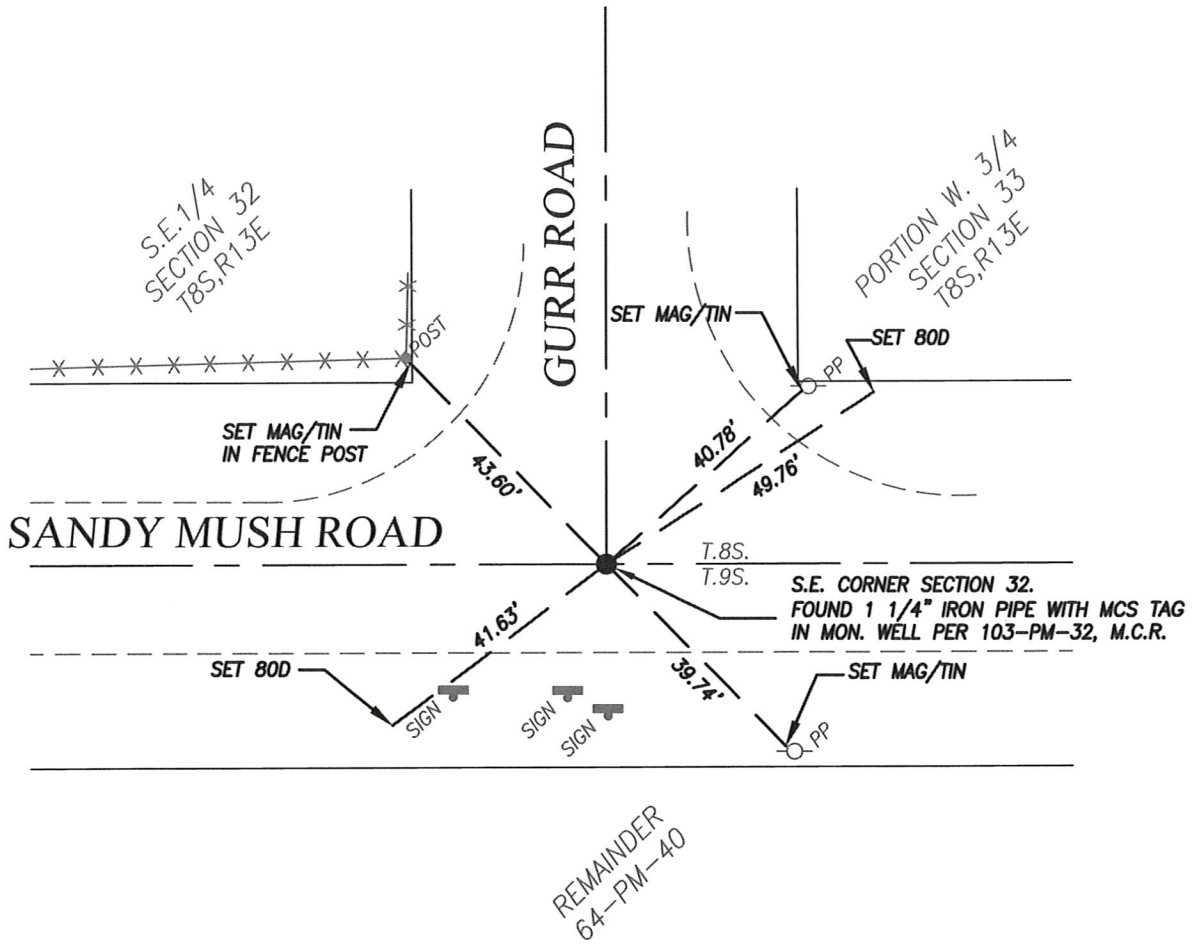 GURR ROAD
S.E.1/4
SECTION 32
T8S,R13E
PORTION W. 3/4
SECTION 33
T8S,R13E
SET MAG/TIN
SET 80D
POST
PP
SET MAG/TIN
IN FENCE POST
40.78'
49.76'
43.60'
SANDY MUSH ROAD
T.8S.
T.9S.
S.E. CORNER SECTION 32.
FOUND 1 1/4" IRON PIPE WITH MCS TAG
IN MON. WELL PER 103-PM-32, M.C.R.
41.63'
39.74'
SET 80D
SET MAG/TIN
SIGN
SIGN
SIGN
PP
REMAINDER
64-PM-40